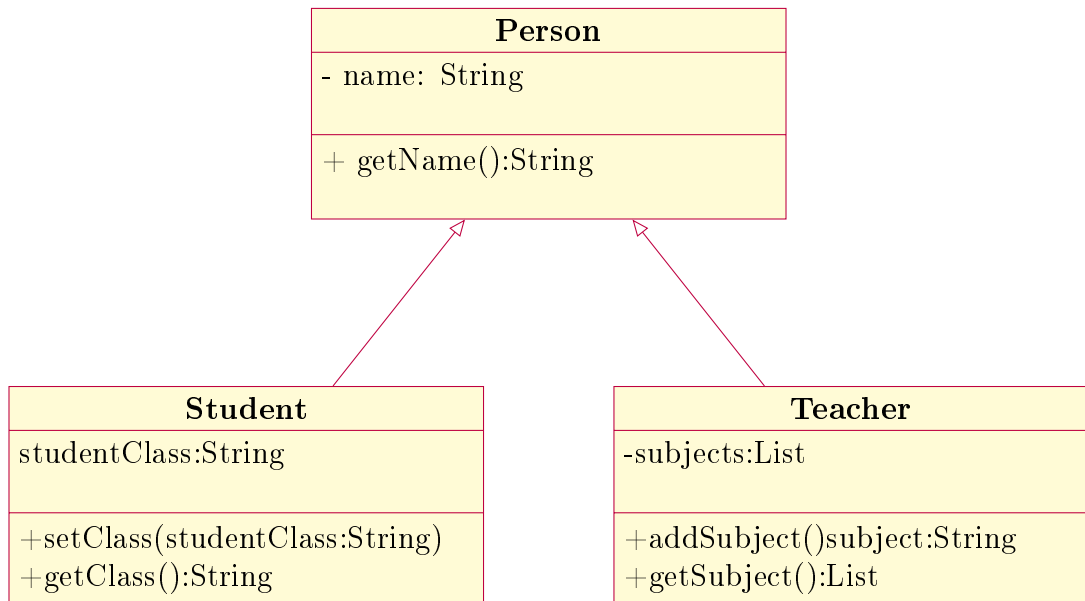 Person
- name: String
+ getName():String
Student
studentClass:String
+setClass(studentClass:String)
+getClass():String
Teacher
-subjects:List
+addSubject()subject:String
+getSubject():List